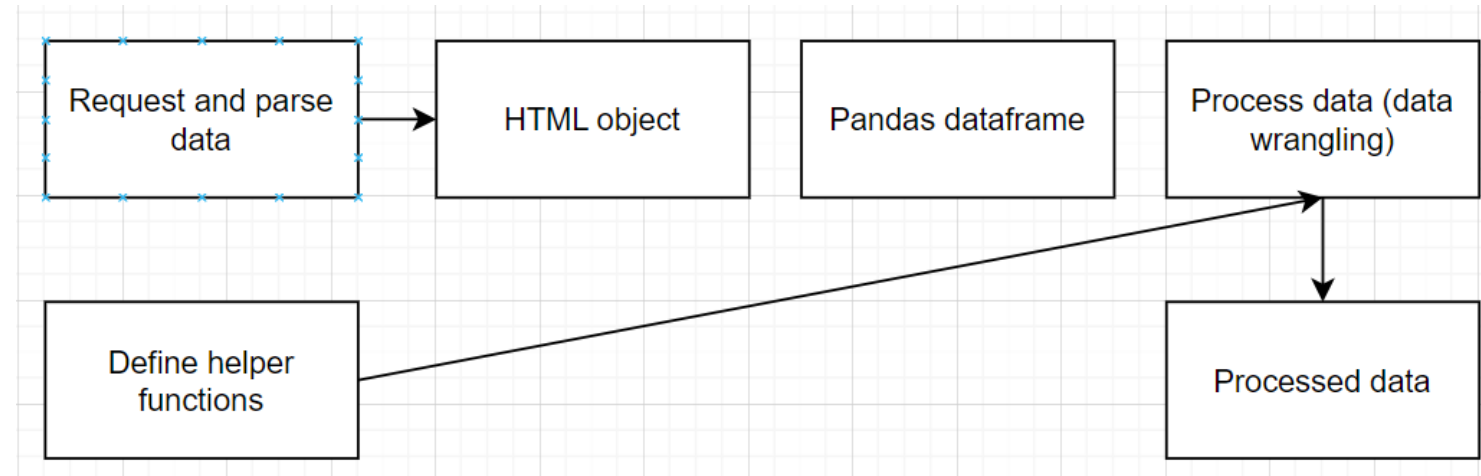 Request and parse
data
HTML object
Pandas dataframe
Process data (data
wrangling)
Define helper
functions
Processed data